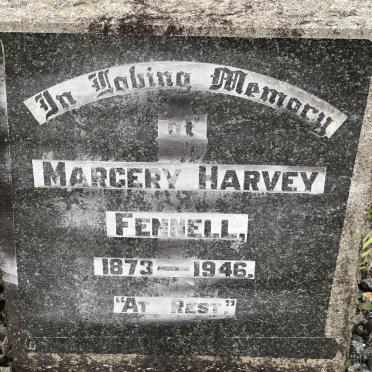 In Loving Memory
of
MARGERY HARVEY
FENNELL,
1873 — 1946.
"AT REST."